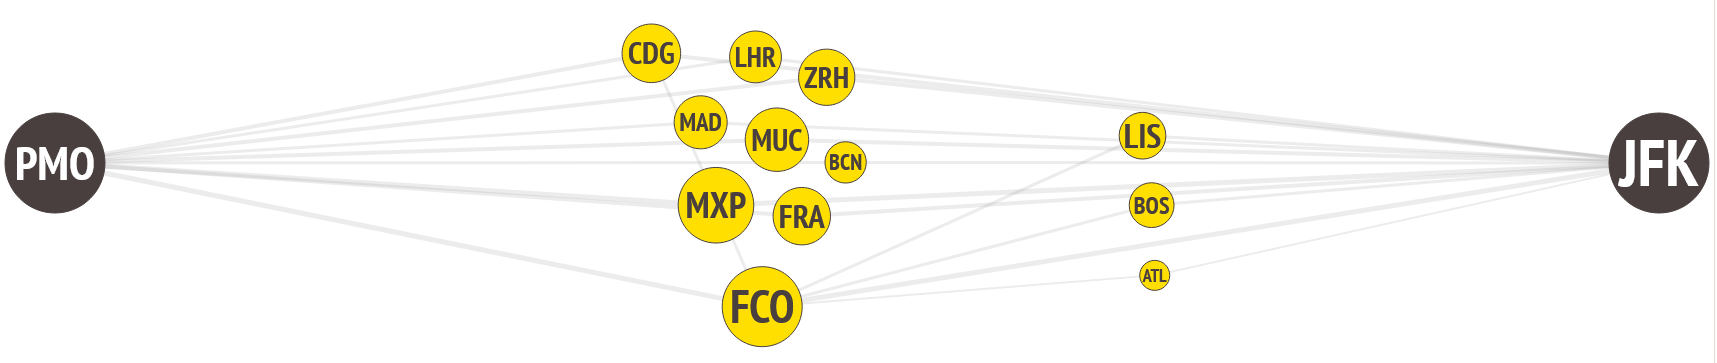 PMO
CDG
LHR
ZRH
MAD
MUC
BCN
MXP
FRA
FCO
LIS
BOS
ATL
JFK